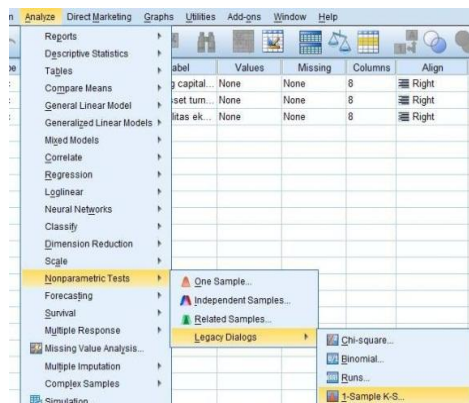 Analyze Direct Marketing Graphs Utilities Add-ons Window Help
Reports
Descriptive Statistics
Tables
Compare Means
General Linear Model
Generalized Linear Models
Mixed Models
Correlate
Regression
Loglinear
Neural Networks
Classify
Dimension Reduction
Scale
Nonparametric Tests
Forecasting
Survival
Multiple Response
Missing Value Analysis...
Multiple Imputation
Complex Samples
Simulation
abel Values Missing Columns Align
g capital... None None 8 Right
sset turn... None None 8 Right
litas ek... None None 8 Right
One Sample...
Independent Samples...
Related Samples...
Legacy Dialogs
Chi-square...
Binomial...
Runs...
1-Sample K-S...